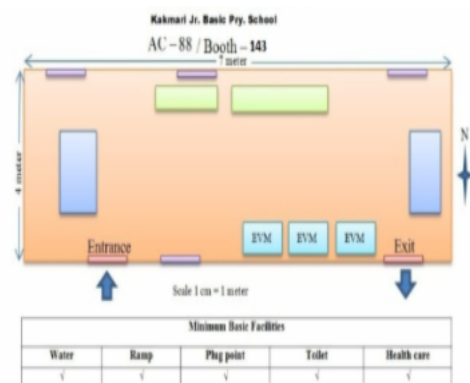 Kakmari Jr. Basic Pry. School
AC – 88 / Booth – 143
7 meter
4 meter
N
EVM EVM EVM
Entrance Exit
Scale 1 cm = 1 meter
Minimum Basic Facilities
Water Ramp Plug point Toilet Health care
√ √ √ √ √